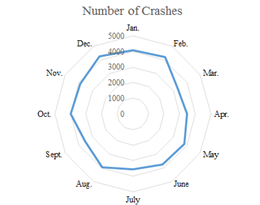 Number of Crashes
Jan.
Feb.
Mar.
Apr.
May
June
July
Aug.
Sept.
Oct.
Nov.
Dec.
5000
4000
3000
2000
1000
0